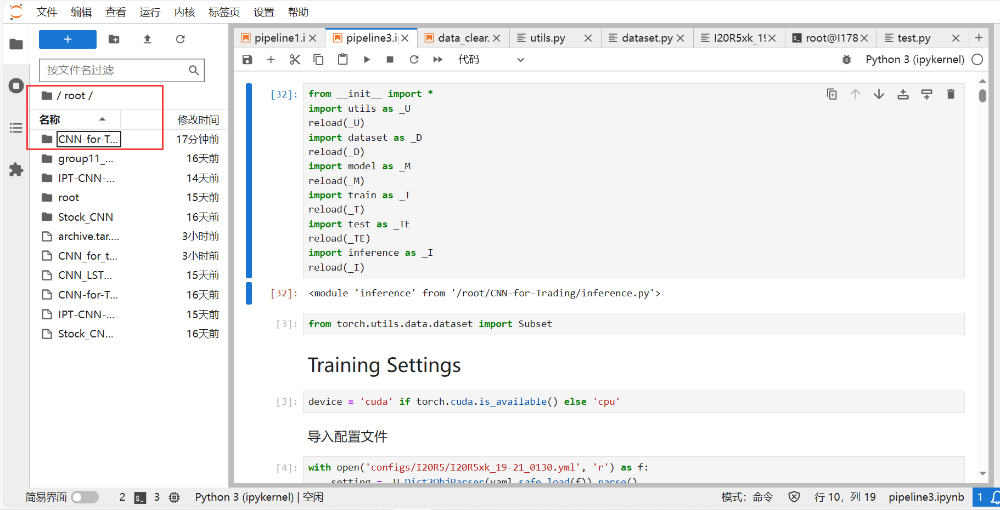 文件 编辑 查看 运行 内核 标签页 设置 帮助
+
按文件名过滤
/ root /
名称 修改时间
CNN-for-T... 17分钟前
group11_... 16天前
IPT-CNN-... 14天前
root 15天前
Stock_CNN 16天前
archive.tar.... 3小时前
CNN_for_t... 3小时前
CNN_LST... 15天前
CNN-for-T... 16天前
IPT-CNN-... 15天前
Stock_CN... 16天前
pipeline1.i pipeline3.i data_clear. utils.py dataset.py I20R5xk_19 root@I178 test.py
代码 Python 3 (ipykernel)
[32]: from __init__ import *
import utils as _U
reload(_U)
import dataset as _D
reload(_D)
import model as _M
reload(_M)
import train as _T
reload(_T)
import test as _TE
reload(_TE)
import inference as _I
reload(_I)
[32]: <module 'inference' from '/root/CNN-for-Trading/inference.py'>
[3]: from torch.utils.data.dataset import Subset
Training Settings
[3]: device = 'cuda' if torch.cuda.is_available() else 'cpu'
导入配置文件
[4]: with open('configs/I20R5/I20R5xk_19-21_0130.yml', 'r') as f:
setting = _U.Dict2ObjParser(yaml.safe_load(f)).parse()
简易界面 2 3 Python 3 (ipykernel) | 空闲 模式: 命令 行 10，列 19 pipeline3.ipynb 1